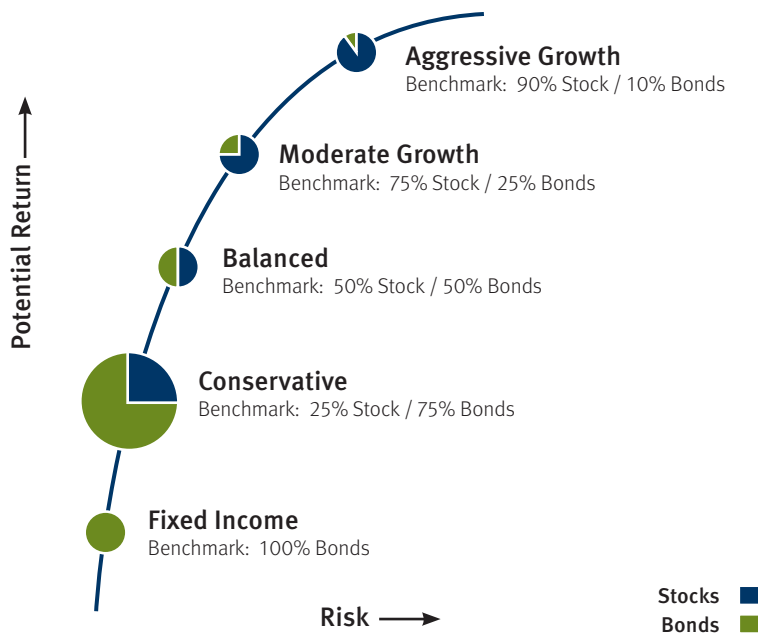 Aggressive Growth
Benchmark: 90% Stock / 10% Bonds
Moderate Growth
Benchmark: 75% Stock / 25% Bonds
Potential Return
Balanced
Benchmark: 50% Stock / 50% Bonds
Conservative
Benchmark: 25% Stock / 75% Bonds
Fixed Income
Benchmark: 100% Bonds
Risk
Stocks
Bonds